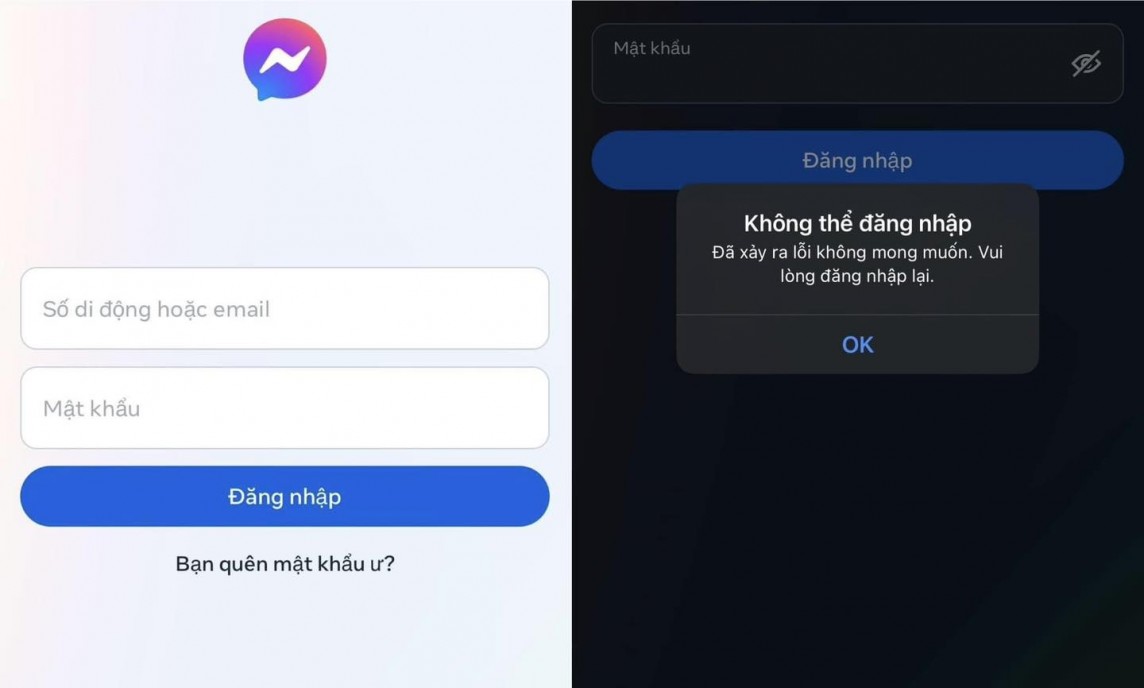 Số di động hoặc email
Mật khẩu
Đăng nhập
Bạn quên mật khẩu ư?
Mật khẩu
Đăng nhập
Không thể đăng nhập
Đã xảy ra lỗi không mong muốn. Vui
lòng đăng nhập lại.
OK